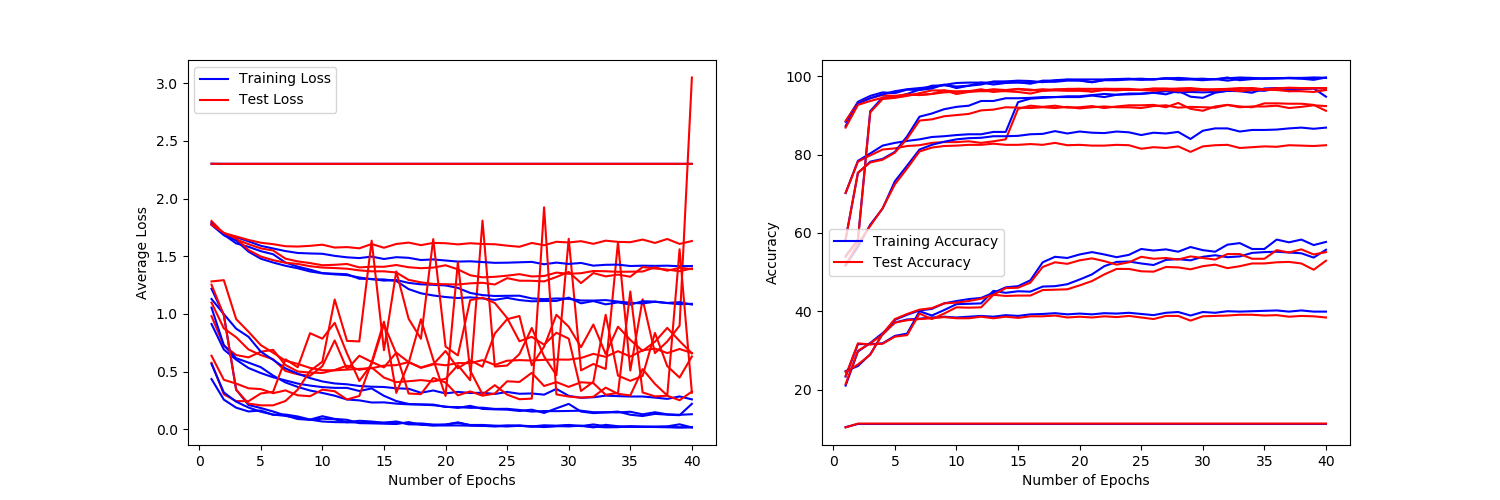 Training Loss
Test Loss
3.0
2.5
2.0
1.5
1.0
0.5
0.0
Average Loss
0 5 10 15 20 25 30 35 40
Number of Epochs
100
80
60
40
20
Accuracy
Training Accuracy
Test Accuracy
0 5 10 15 20 25 30 35 40
Number of Epochs